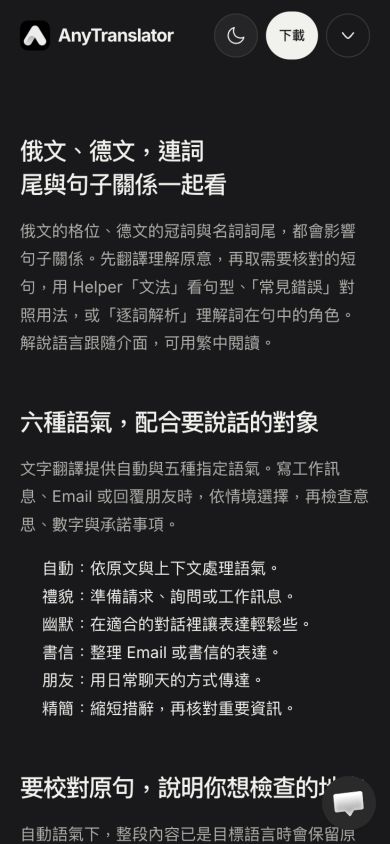 AnyTranslator
下載
俄文、德文，連詞
尾與句子關係一起看
俄文的格位、德文的冠詞與名詞詞尾，都會影響
句子關係。先翻譯理解原意，再取需要核對的短
句，用 Helper「文法」看句型、「常見錯誤」對
照用法，或「逐詞解析」理解詞在句中的角色。
解說語言跟隨介面，可用繁中閱讀。
六種語氣，配合要說話的對象
文字翻譯提供自動與五種指定語氣。寫工作訊
息、Email 或回覆朋友時，依情境選擇，再檢查意
思、數字與承諾事項。
自動：依原文與上下文處理語氣。
禮貌：準備請求、詢問或工作訊息。
幽默：在適合的對話裡讓表達輕鬆些。
書信：整理 Email 或書信的表達。
朋友：用日常聊天的方式傳達。
精簡：縮短措辭，再核對重要資訊。
要校對原句，說明你想檢查的地
自動語氣下，整段內容已是目標語言時會保留原